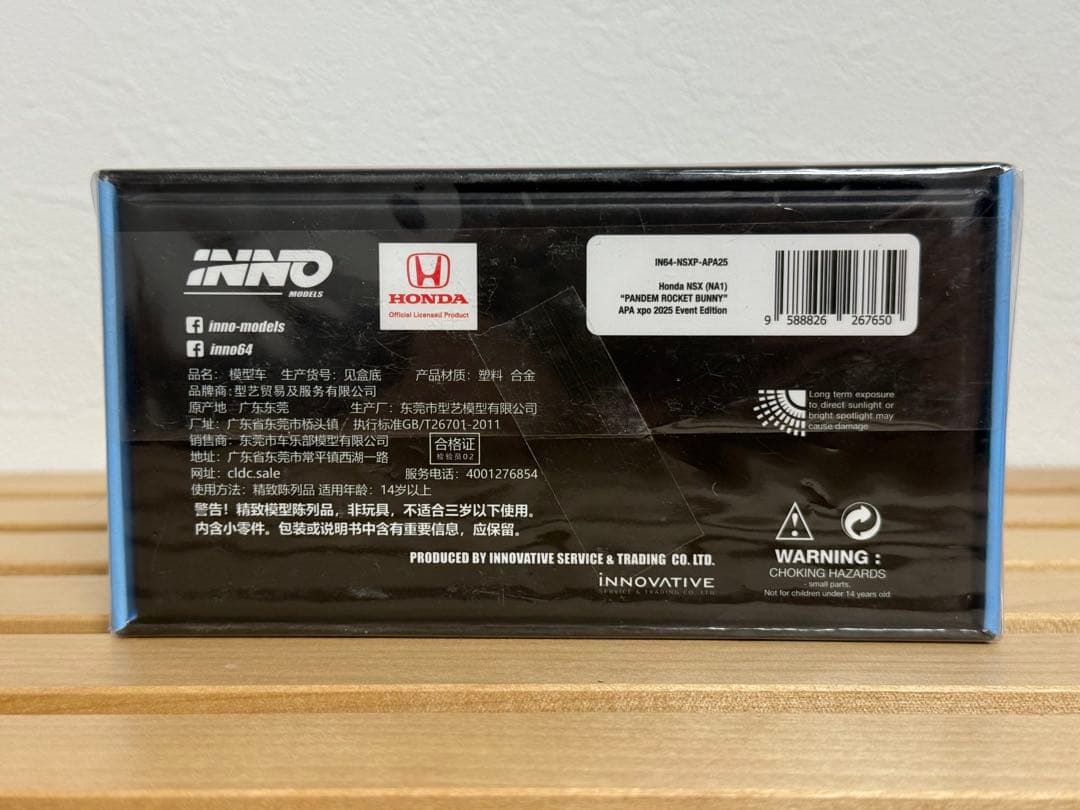 INNO
MODELS
inno-models
inno64
HONDA
Official Licensed Product
IN64-NSXP-APA25
Honda NSX (NA1)
"PANDEM ROCKET BUNNY"
APA xpo 2025 Event Edition
9 588826 267650
品名：模型车 生产货号：见盒底 产品材质：塑料 合金
品牌商：型艺贸易及服务有限公司
原产地 广东东莞 生产厂：东莞市型艺模型有限公司
厂址：广东省东莞市桥头镇 / 执行标准GB/T26701-2011
销售商：东莞市车乐部模型有限公司
地址：广东省东莞市常平镇西湖一路
合格证
检验员02
网址：cldc.sale 服务电话：4001276854
使用方法：精致陈列品 适用年龄：14岁以上
警告！精致模型陈列品，非玩具，不适合三岁以下使用。
内含小零件。包装或说明书中含有重要信息，应保留。
Long term exposure
to direct sunlight or
bright spotlight may
cause damage
PRODUCED BY INNOVATIVE SERVICE & TRADING CO. LTD.
INNOVATIVE
SERVICE & TRADING CO. LTD.
WARNING :
CHOKING HAZARDS
- small parts.
Not for children under 14 years old